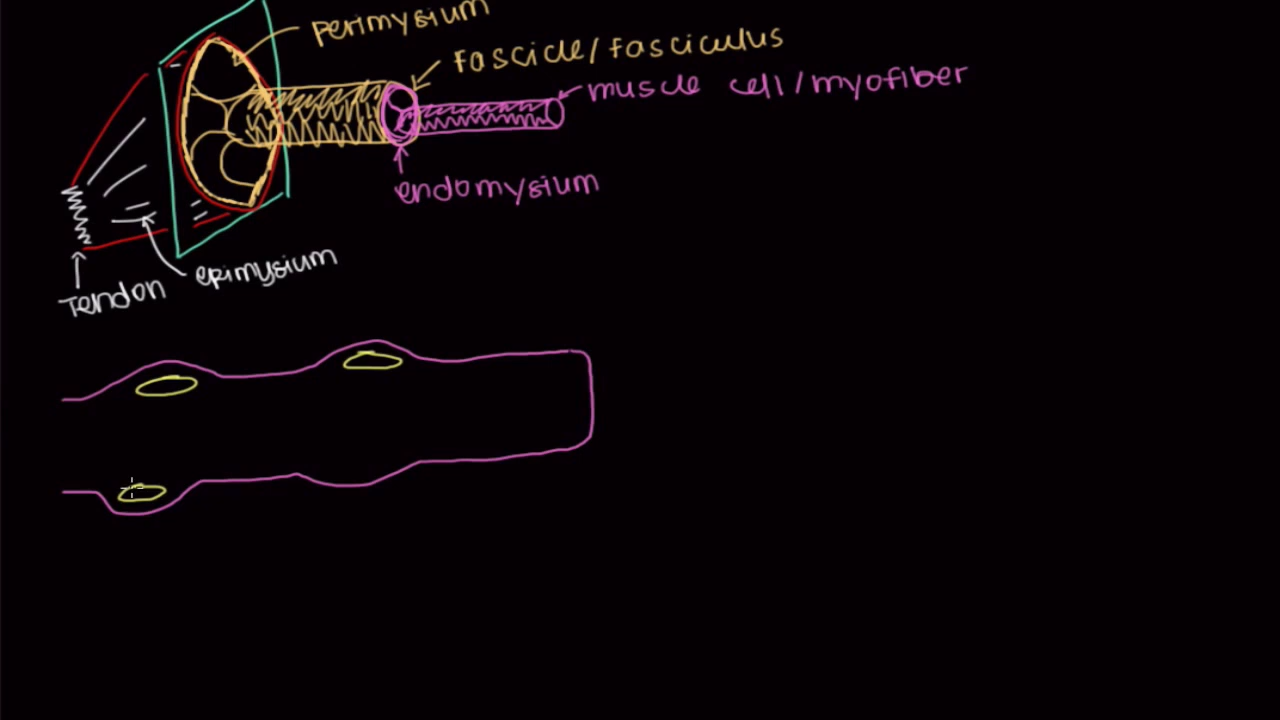 perimysium
fascicle/fasciculus
muscle cell/myofiber
endomysium
epimysium
Tendon